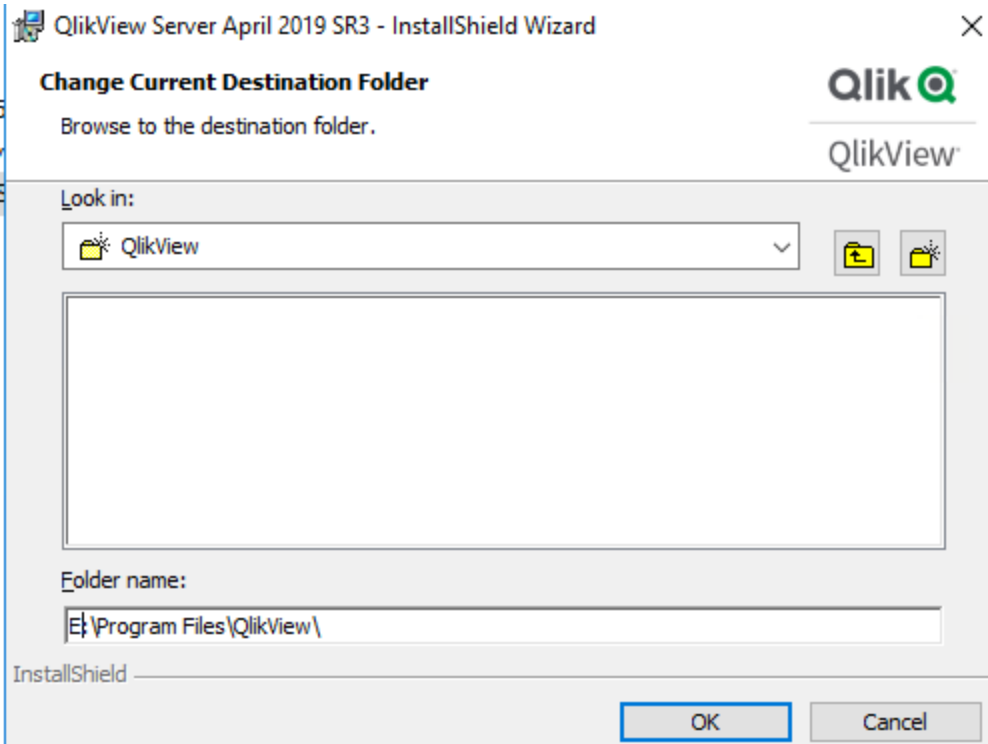 QlikView Server April 2019 SR3 - InstallShield Wizard
Change Current Destination Folder
Browse to the destination folder.
Qlik
QlikView
Look in:
QlikView
Folder name:
E:\Program Files\QlikView\
InstallShield
OK
Cancel